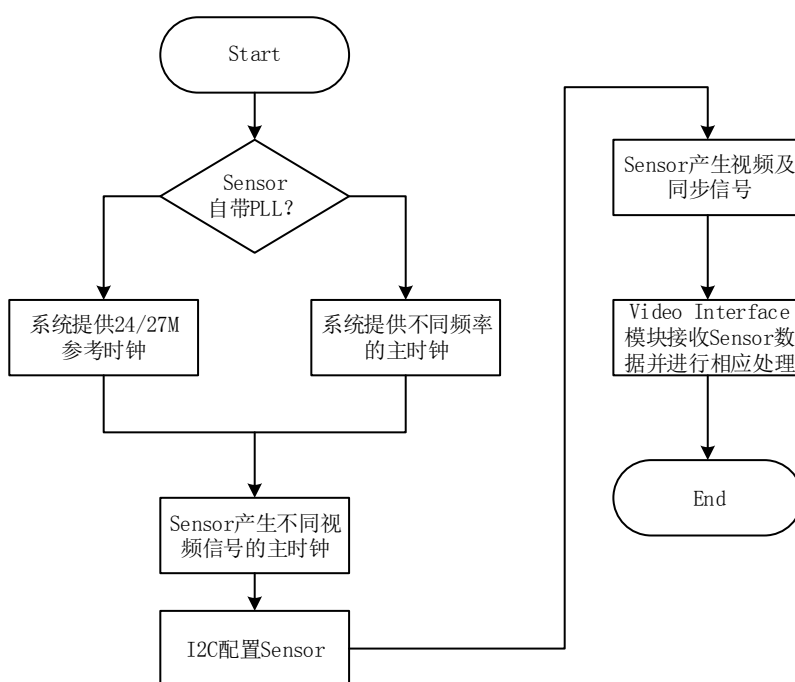 Start
Sensor
自带PLL?
系统提供24/27M
参考时钟
系统提供不同频率
的主时钟
Sensor产生不同视
频信号的主时钟
I2C配置Sensor
Sensor产生视频及
同步信号
Video Interface
模块接收Sensor数
据并进行相应处理
End